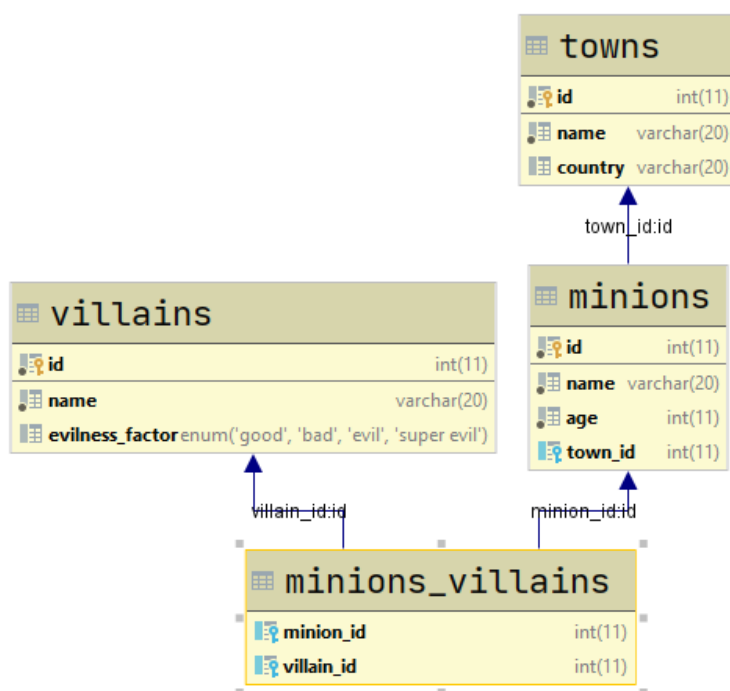 towns
id int(11)
name varchar(20)
country varchar(20)
town_id:id
minions
id int(11)
name varchar(20)
age int(11)
town_id int(11)
villains
id int(11)
name varchar(20)
evilness_factor enum('good', 'bad', 'evil', 'super evil')
villain_id:id
minion_id:id
minions_villains
minion_id int(11)
villain_id int(11)